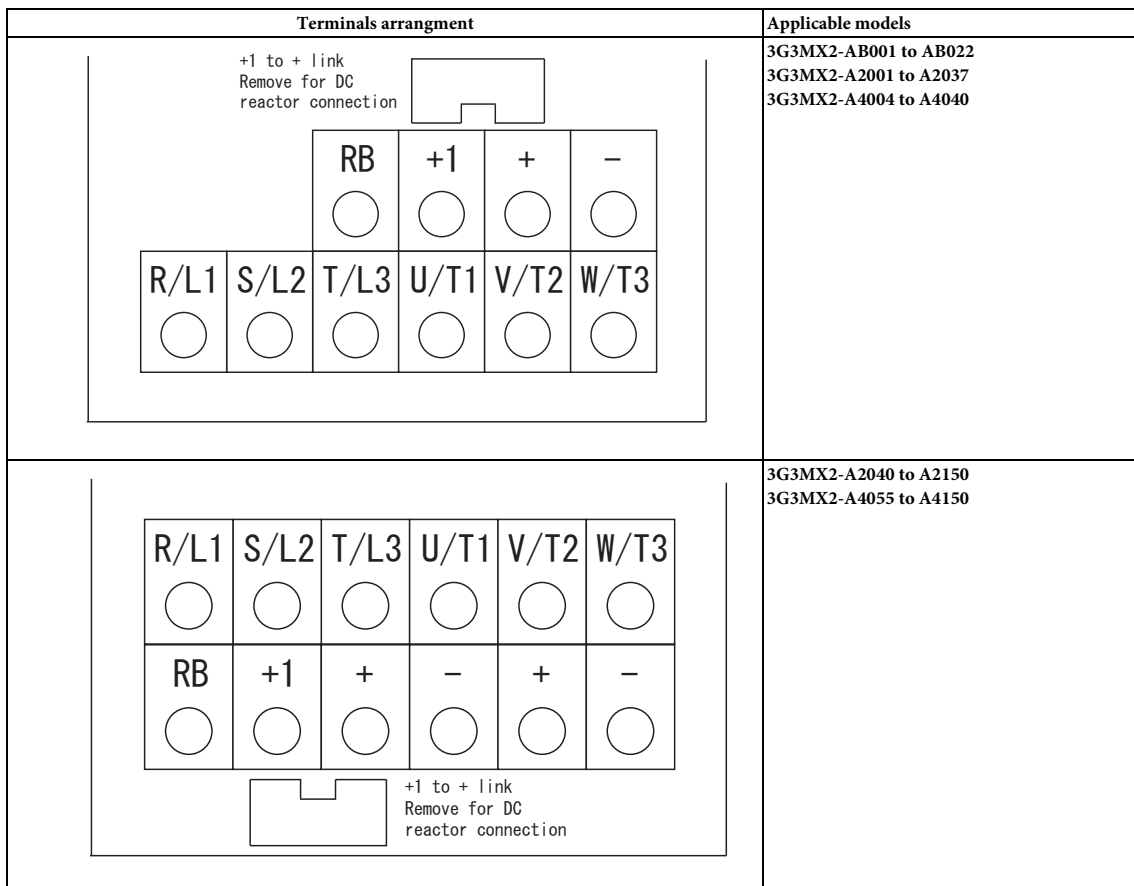 Terminals arrangment
Applicable models
+1 to + link
Remove for DC
reactor connection
RB +1 + −
R/L1 S/L2 T/L3 U/T1 V/T2 W/T3
3G3MX2-AB001 to AB022
3G3MX2-A2001 to A2037
3G3MX2-A4004 to A4040
R/L1 S/L2 T/L3 U/T1 V/T2 W/T3
RB +1 + − + −
+1 to + link
Remove for DC
reactor connection
3G3MX2-A2040 to A2150
3G3MX2-A4055 to A4150